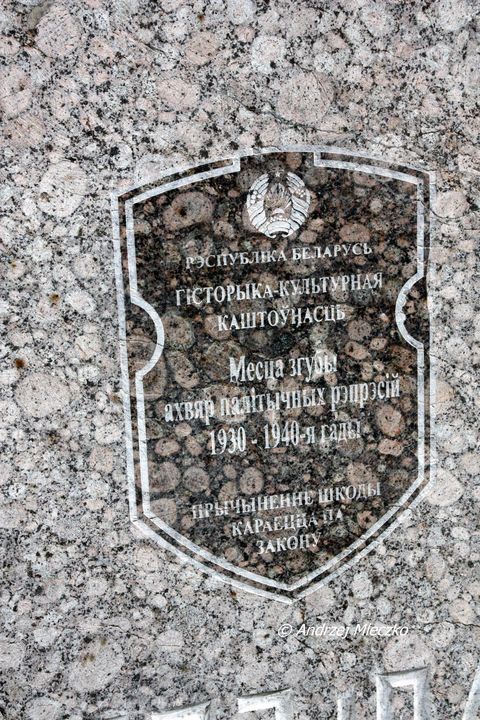 РЭСПУБЛІКА БЕЛАРУСЬ
ГІСТОРЫКА-КУЛЬТУРНАЯ
КАШТОЎНАСЦЬ
Месца згубы
ахвяр палітычных рэпрэсій
1930 - 1940-я гады
ПРЫЧЫНЕННЕ ШКОДЫ
КАРАЕЦЦА ПА
ЗАКОНУ
© Andrzej Mleczko